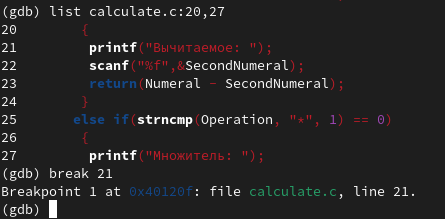 (gdb) list calculate.c:20,27
20 {
21 printf("Вычитаемое: ");
22 scanf("%f",&SecondNumeral);
23 return(Numeral - SecondNumeral);
24 }
25 else if(strncmp(Operation, "*", 1) == 0)
26 {
27 printf("Множитель: ");
(gdb) break 21
Breakpoint 1 at 0x40120f: file calculate.c, line 21.
(gdb)